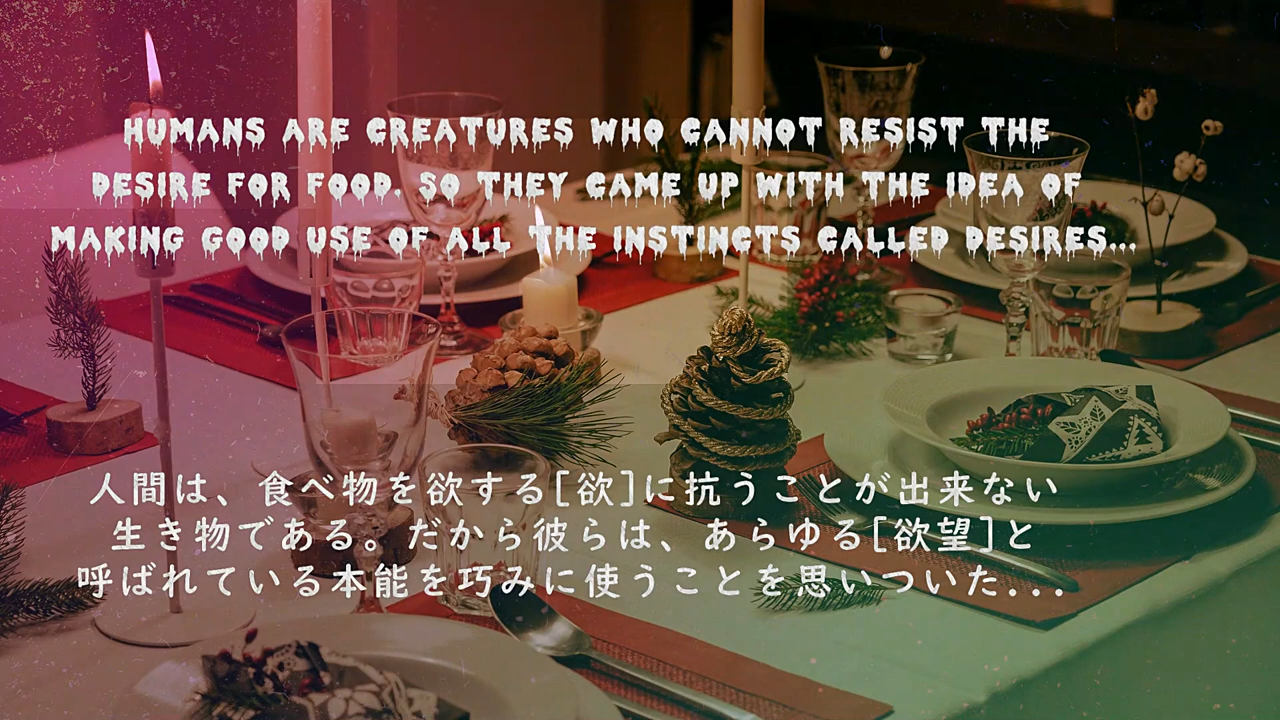 HUMANS ARE CREATURES WHO CANNOT RESIST THE
DESIRE FOR FOOD. SO THEY CAME UP WITH THE IDEA OF
MAKING GOOD USE OF ALL THE INSTINCTS CALLED DESIRES...
人間は、食べ物を欲する[欲]に抗うことが出来ない
生き物である。だから彼らは、あらゆる[欲望]と
呼ばれている本能を巧みに使うことを思いついた...